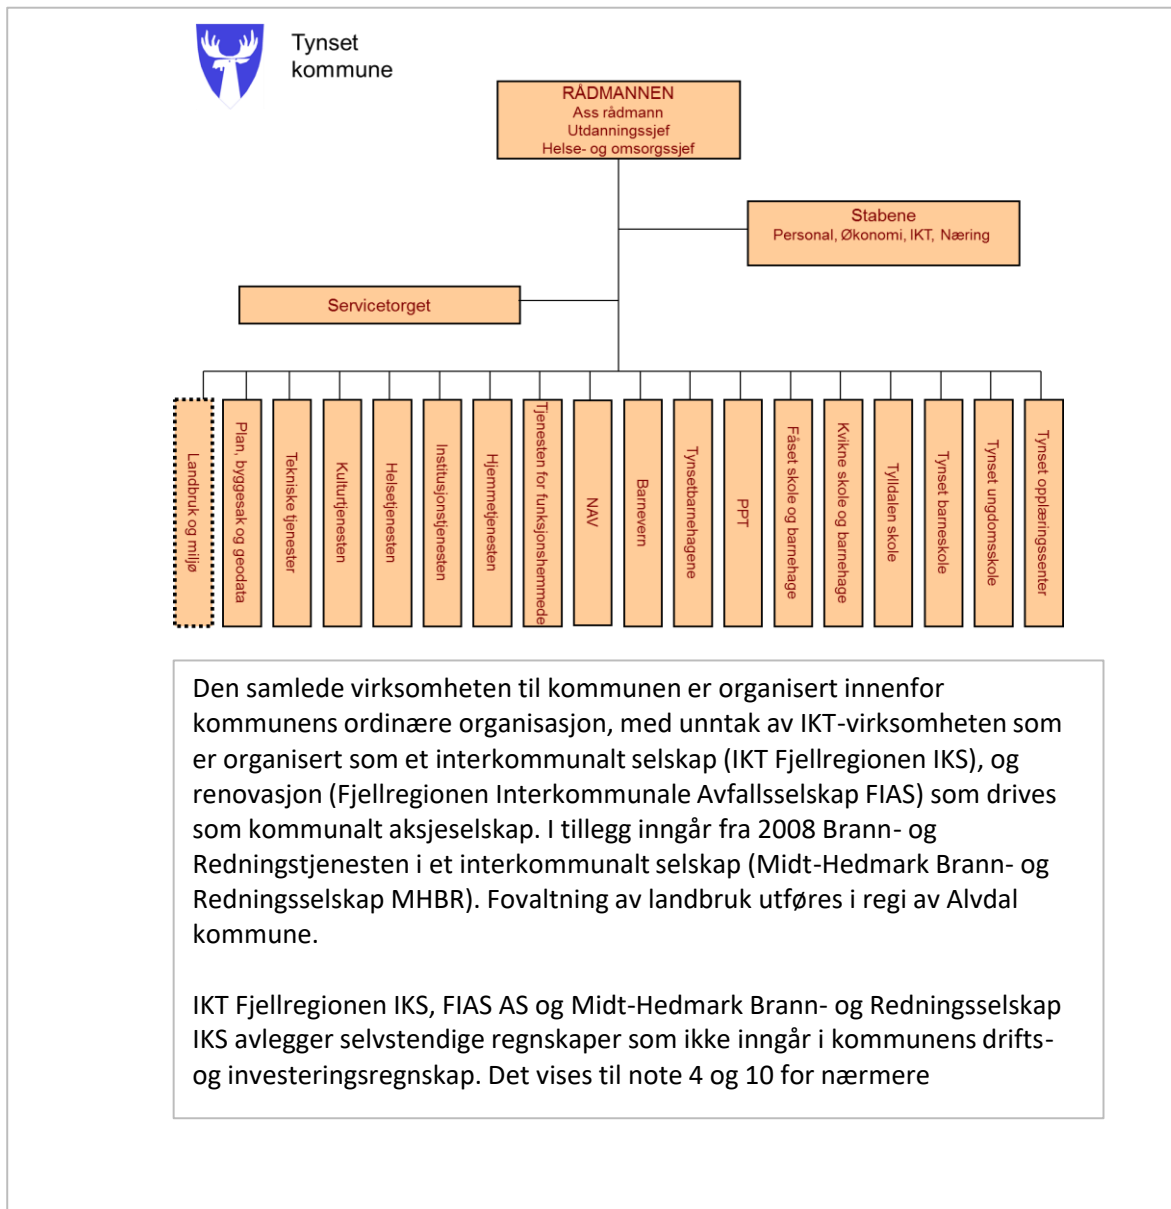 Tynset
kommune
RÅDMANNEN
Ass rådmann
Utdanningssjef
Helse- og omsorgssjef
Stabene
Personal, Økonomi, IKT, Næring
Servicetorget
Landbruk og miljø
Plan, byggesak og geodata
Tekniske tjenester
Kulturtjenesten
Helsetjenesten
Institusjonstjenesten
Hjemmetjenesten
Tjenesten for funksjonshemmede
NAV
Barnevern
Tynsetbarnehagene
PPT
Fåset skole og barnehage
Kvikne skole og barnehage
Tylldalen skole
Tynset barneskole
Tynset ungdomsskole
Tynset opplæringssenter
Den samlede virksomheten til kommunen er organisert innenfor
kommunens ordinære organisasjon, med unntak av IKT-virksomheten som
er organisert som et interkommunalt selskap (IKT Fjellregionen IKS), og
renovasjon (Fjellregionen Interkommunale Avfallsselskap FIAS) som drives
som kommunalt aksjeselskap. I tillegg inngår fra 2008 Brann- og
Redningstjenesten i et interkommunalt selskap (Midt-Hedmark Brann- og
Redningsselskap MHBR). Fovaltning av landbruk utføres i regi av Alvdal
kommune.
IKT Fjellregionen IKS, FIAS AS og Midt-Hedmark Brann- og Redningsselskap
IKS avlegger selvstendige regnskaper som ikke inngår i kommunens drifts-
og investeringsregnskap. Det vises til note 4 og 10 for nærmere